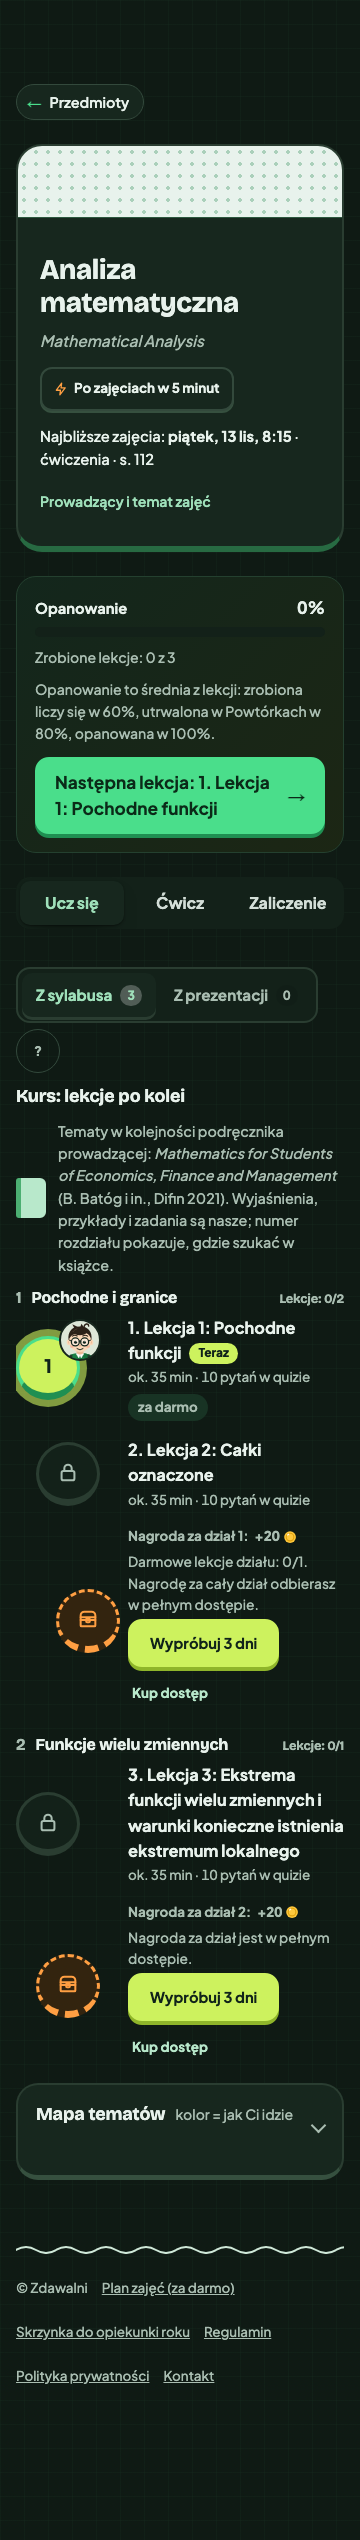 ← Przedmioty
Analiza
matematyczna
Mathematical Analysis
Po zajęciach w 5 minut
Najbliższe zajęcia: piątek, 13 lis, 8:15 ·
ćwiczenia · s. 112
Prowadzący i temat zajęć
Opanowanie 0%
Zrobione lekcje: 0 z 3
Opanowanie to średnia z lekcji: zrobiona
liczy się w 60%, utrwalona w Powtórkach w
80%, opanowana w 100%.
Następna lekcja: 1. Lekcja
1: Pochodne funkcji →
Ucz się Ćwicz Zaliczenie
Z sylabusa 3 Z prezentacji 0
?
Kurs: lekcje po kolei
Tematy w kolejności podręcznika
prowadzącej: Mathematics for Students
of Economics, Finance and Management
(B. Batóg i in., Difin 2021). Wyjaśnienia,
przykłady i zadania są nasze; numer
rozdziału pokazuje, gdzie szukać w
książce.
1 Pochodne i granice Lekcje: 0/2
1
1. Lekcja 1: Pochodne
funkcji Teraz
ok. 35 min · 10 pytań w quizie
za darmo
2. Lekcja 2: Całki
oznaczone
ok. 35 min · 10 pytań w quizie
Nagroda za dział 1: +20
Darmowe lekcje działu: 0/1.
Nagrodę za cały dział odbierasz
w pełnym dostępie.
Wypróbuj 3 dni
Kup dostęp
2 Funkcje wielu zmiennych Lekcje: 0/1
3. Lekcja 3: Ekstrema
funkcji wielu zmiennych i
warunki konieczne istnienia
ekstremum lokalnego
ok. 35 min · 10 pytań w quizie
Nagroda za dział 2: +20
Nagroda za dział jest w pełnym
dostępie.
Wypróbuj 3 dni
Kup dostęp
Mapa tematów kolor = jak Ci idzie
© Zdawalni Plan zajęć (za darmo)
Skrzynka do opiekunki roku Regulamin
Polityka prywatności Kontakt